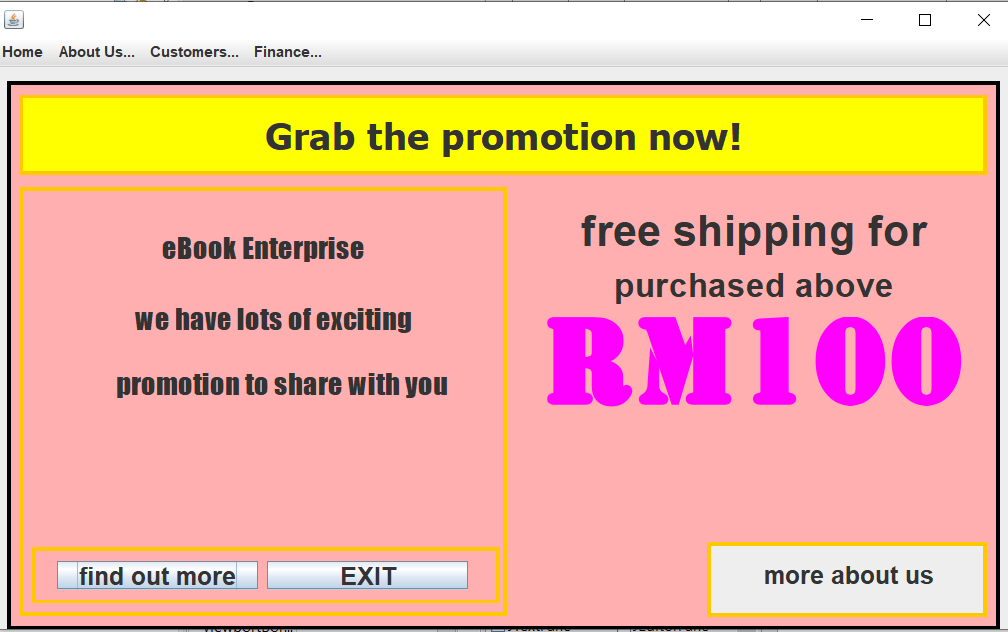 Home About Us... Customers... Finance...
Grab the promotion now!
eBook Enterprise
we have lots of exciting
promotion to share with you
find out more EXIT
free shipping for
purchased above
RM100
more about us